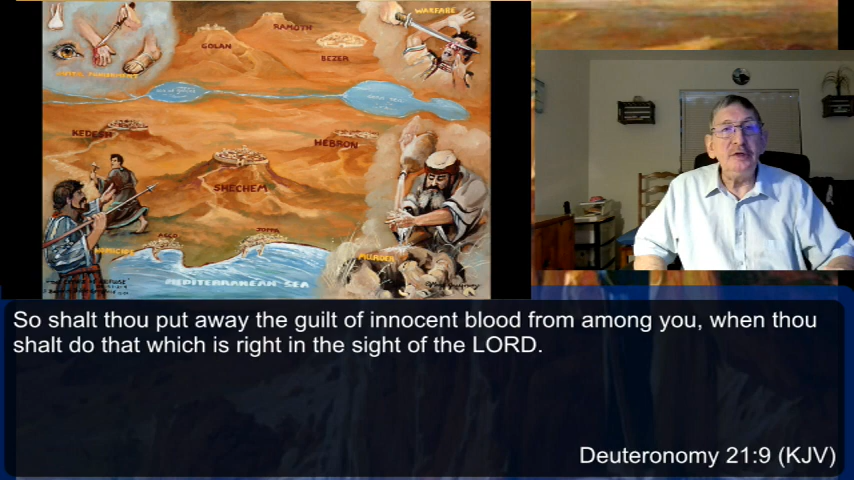 WARFARE
RAMOTH
GOLAN
BEZER
KEDESH
HEBRON
SHECHEM
ACCO
JOPPA
MURDER
MEDITERRANEAN SEA
So shalt thou put away the guilt of innocent blood from among you, when thou
shalt do that which is right in the sight of the LORD.
Deuteronomy 21:9 (KJV)